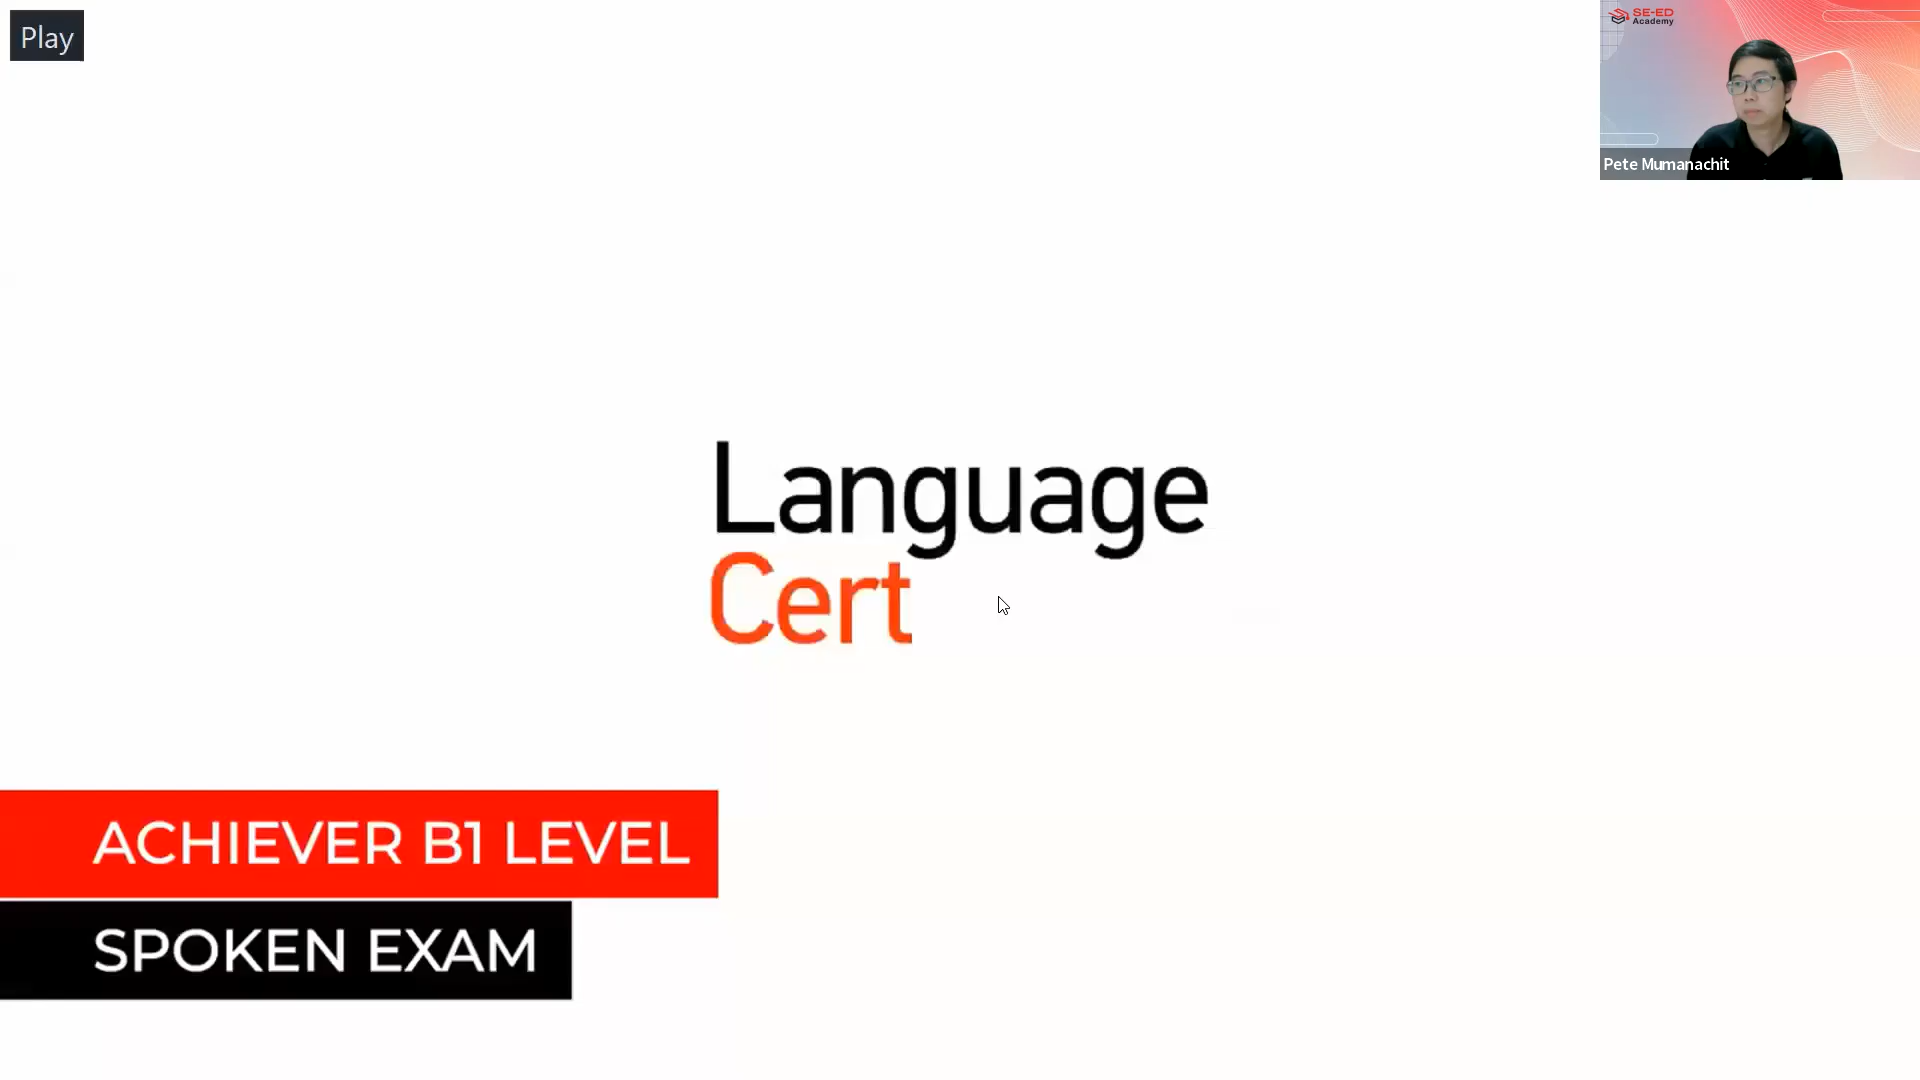 Play
SE-ED
Academy
Pete Mumanachit
Language
Cert
ACHIEVER B1 LEVEL
SPOKEN EXAM